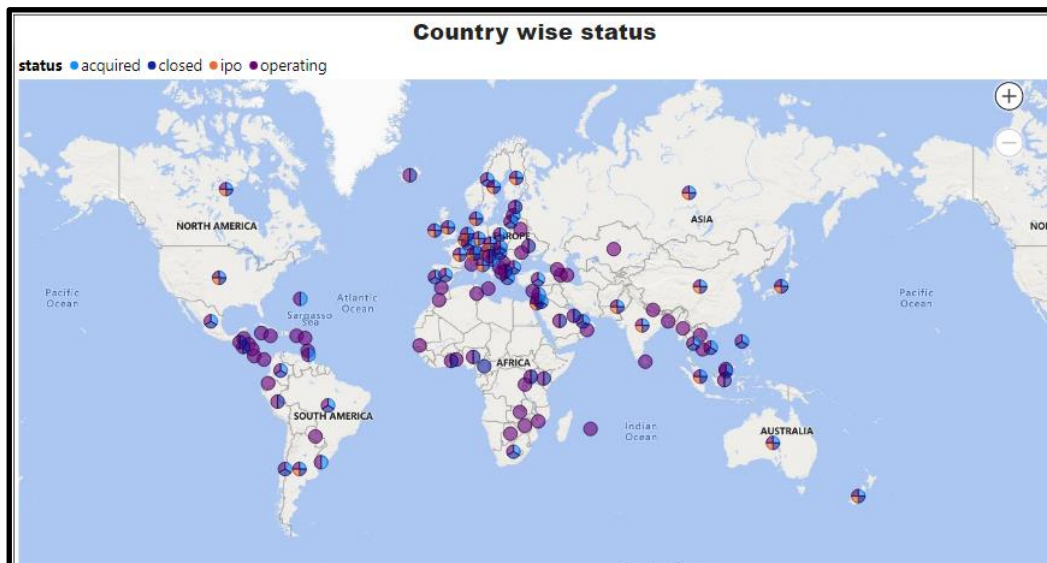 Country wise status
status acquired closed ipo operating
NORTH AMERICA
ASIA
EUROPE
Pacific
Ocean
Atlantic
Ocean
Sargasso
Sea
Pacific
Ocean
AFRICA
SOUTH AMERICA
Indian
Ocean
AUSTRALIA